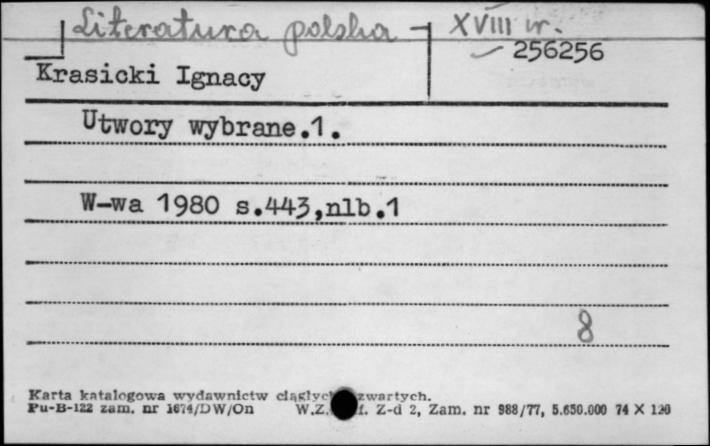 Literatura polska - XVIII w.
256256
Krasicki Ignacy
Utwory wybrane.1.
W-wa 1980 s.443,nlb.1
8
Karta katalogowa wydawnictw ciągłych zwartych.
Pu-B-122 zam. nr 1674/DW/On W.Z. f. Z-d 2, Zam. nr 988/77, 5.650.000 74 X 120